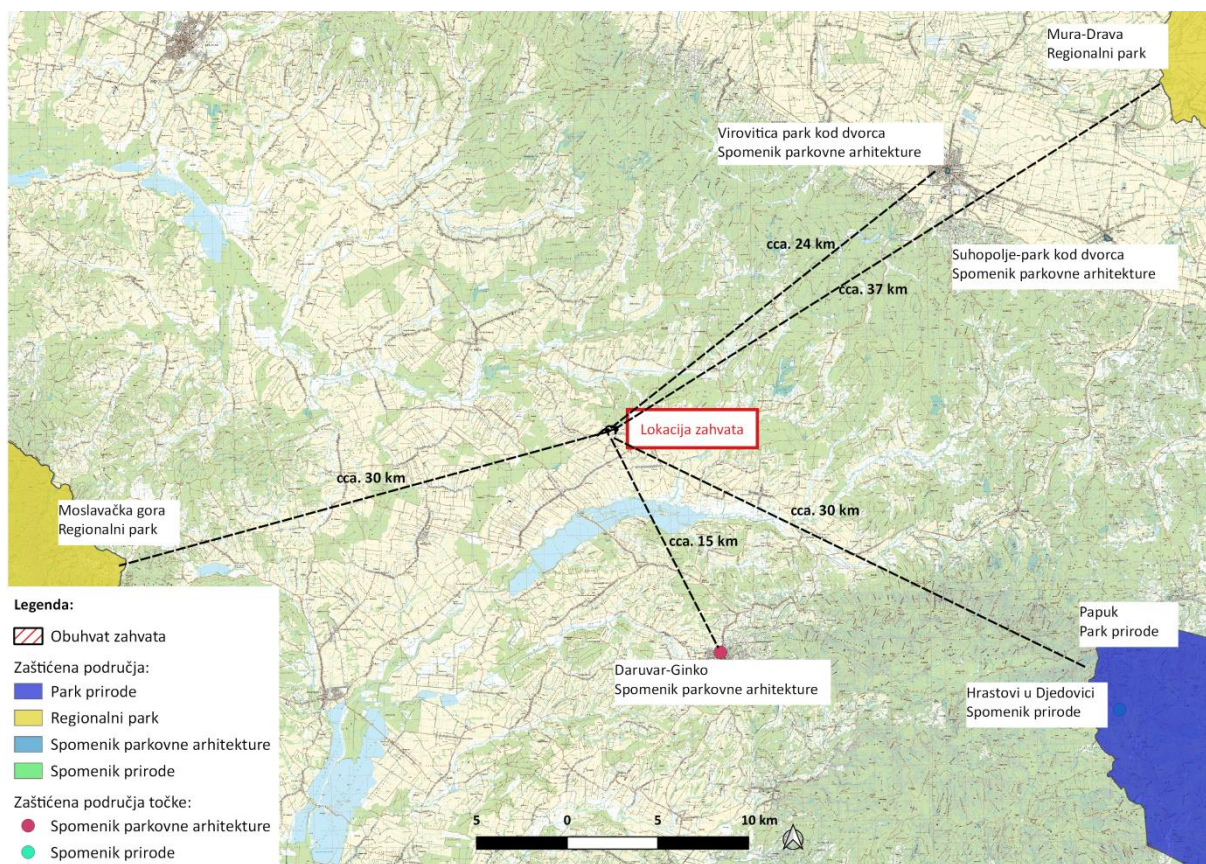 Mura-Drava
Regionalni park
Virovitica park kod dvorca
Spomenik parkovne arhitekture
cca. 24 km
Suhopolje-park kod dvorca
Spomenik parkovne arhitekture
cca. 37 km
Lokacija zahvata
cca. 30 km
Moslavačka gora
Regionalni park
cca. 30 km
cca. 15 km
Papuk
Park prirode
Daruvar-Ginko
Spomenik parkovne arhitekture
Hrastovi u Djedovici
Spomenik prirode
Legenda:
Obuhvat zahvata
Zaštićena područja:
Park prirode
Regionalni park
Spomenik parkovne arhitekture
Spomenik prirode
Zaštićena područja točke:
Spomenik parkovne arhitekture
Spomenik prirode
5 0 5 10 km